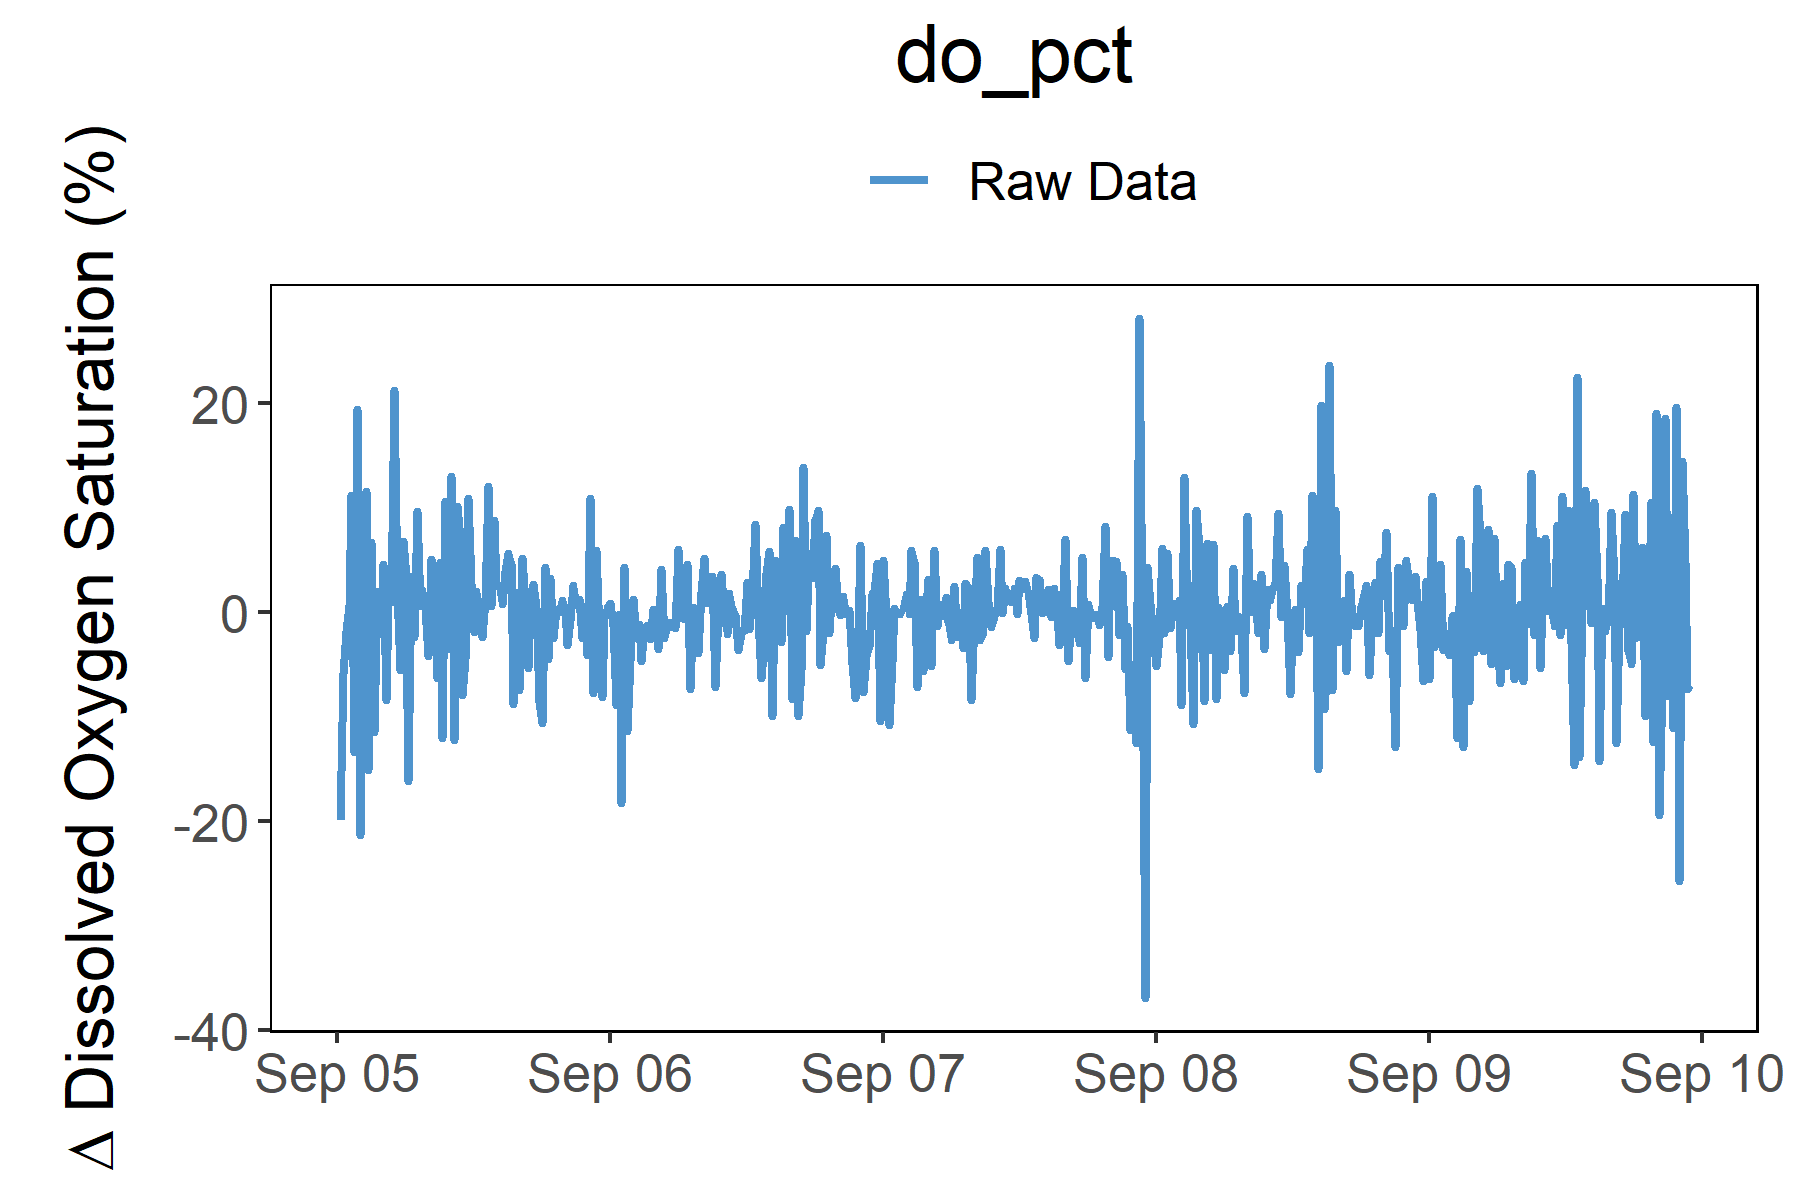 do_pct
Raw Data
Δ Dissolved Oxygen Saturation (%)
20
0
-20
-40
Sep 05 Sep 06 Sep 07 Sep 08 Sep 09 Sep 10